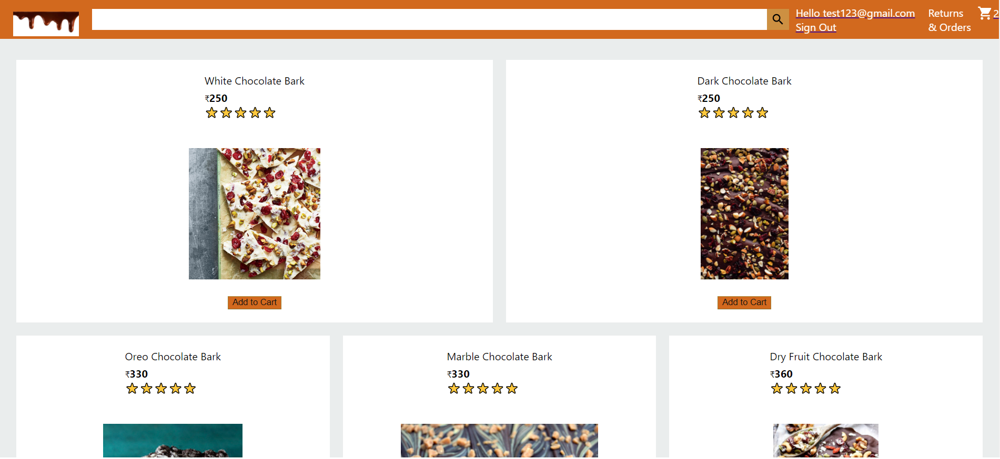 Hello test123@gmail.com
Sign Out
Returns
& Orders
2
White Chocolate Bark
₹250
Add to Cart
Dark Chocolate Bark
₹250
Add to Cart
Oreo Chocolate Bark
₹330
Marble Chocolate Bark
₹330
Dry Fruit Chocolate Bark
₹360